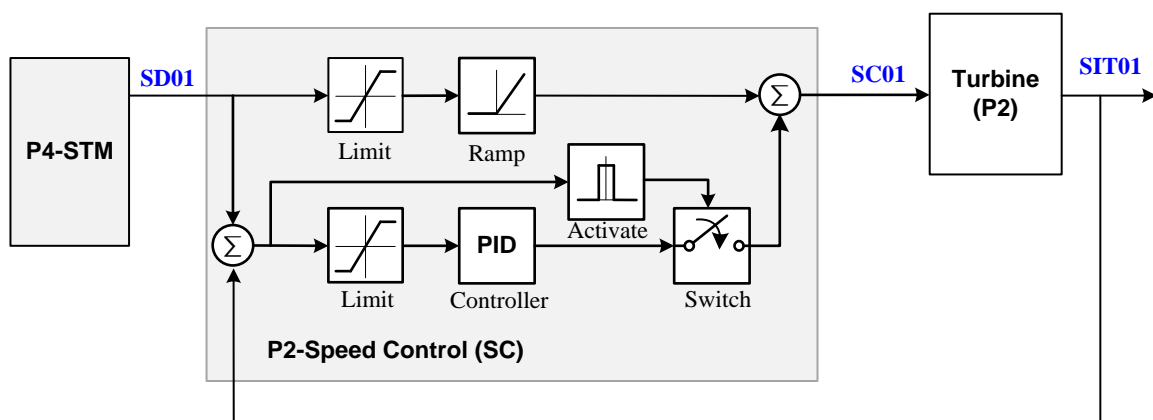 P4-STM
SD01
Limit
Ramp
Σ
SC01
Turbine
(P2)
SIT01
Activate
Σ
Limit
PID
Controller
Switch
P2-Speed Control (SC)